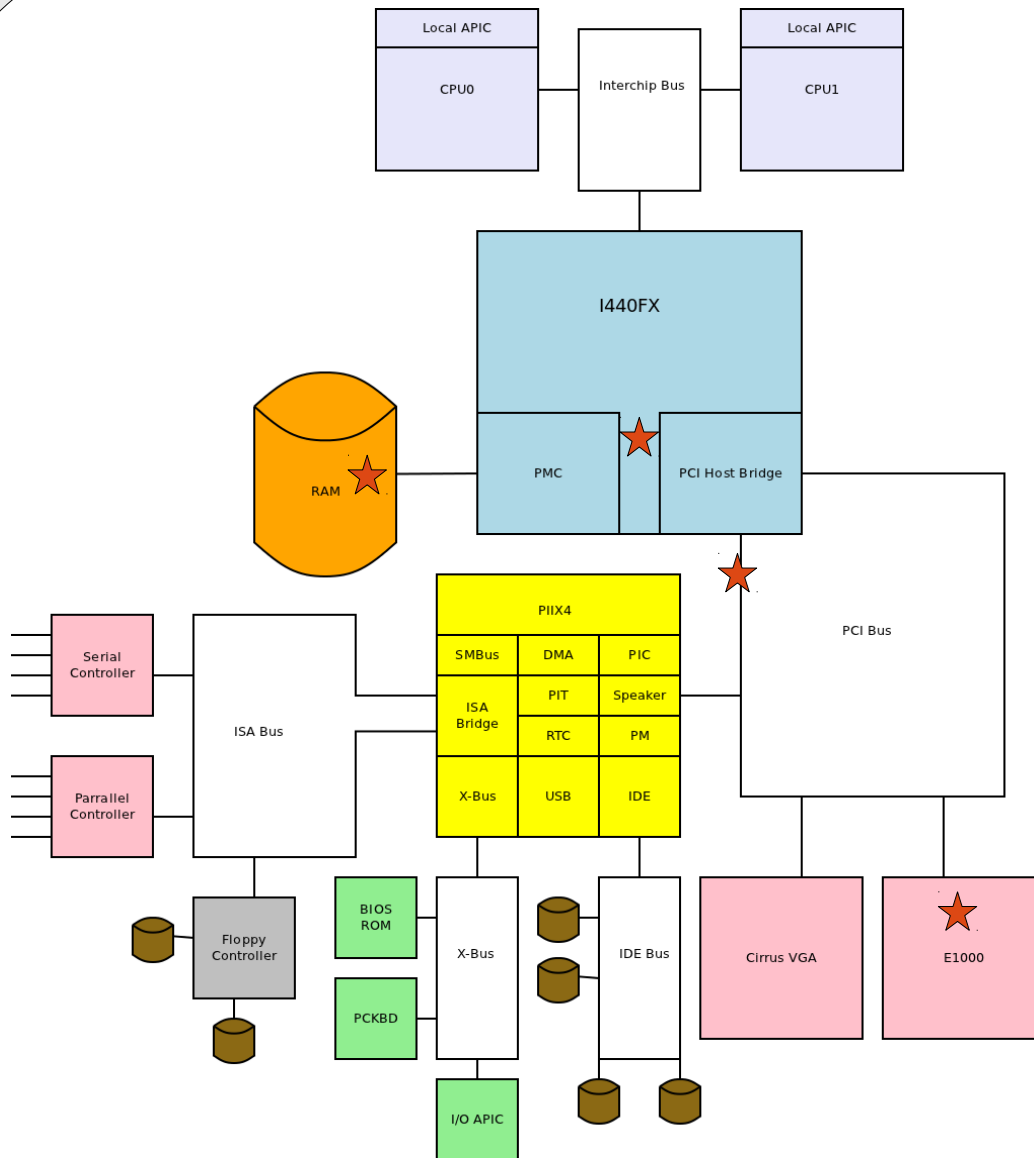 Local APIC
Local APIC
CPU0
Interchip Bus
CPU1
I440FX
PMC
PCI Host Bridge
RAM
PIIX4
PCI Bus
SMBus
DMA
PIC
Serial
Controller
ISA
Bridge
PIT
Speaker
ISA Bus
RTC
PM
Parrallel
Controller
X-Bus
USB
IDE
BIOS
ROM
Floppy
Controller
X-Bus
IDE Bus
Cirrus VGA
E1000
PCKBD
I/O APIC